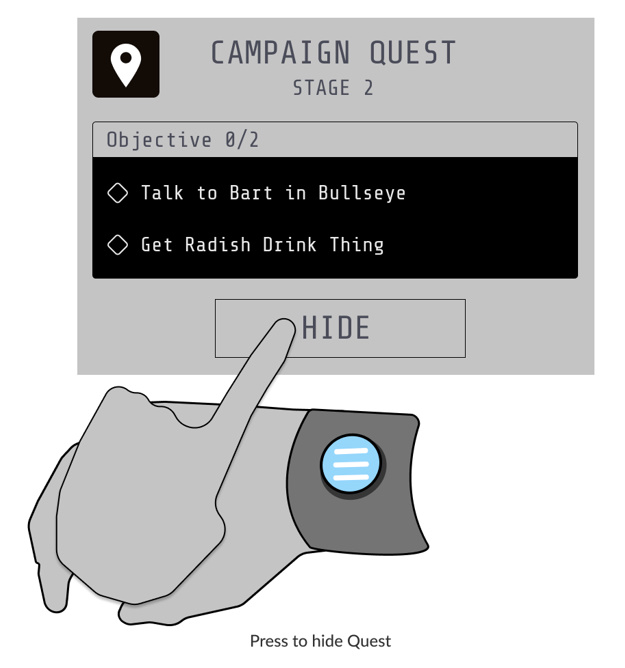 CAMPAIGN QUEST
STAGE 2
Objective 0/2
Talk to Bart in Bullseye
Get Radish Drink Thing
HIDE
Press to hide Quest